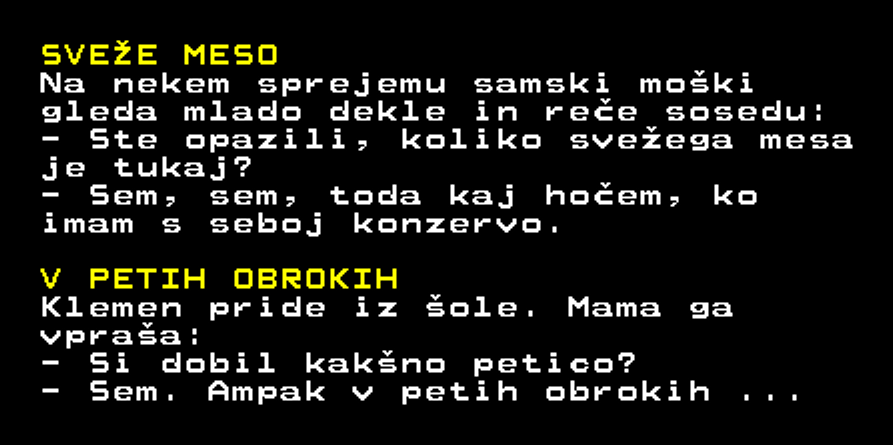 SVEŽE MESO
Na nekem sprejemu samski moški
gleda mlado dekle in reče sosedu:
- Ste opazili, koliko svežega mesa
je tukaj?
- Sem, sem, toda kaj hočem, ko
imam s seboj konzervo.
V PETIH OBROKIH
Klemen pride iz šole. Mama ga
vpraša:
- Si dobil kakšno petico?
- Sem. Ampak v petih obrokih ...